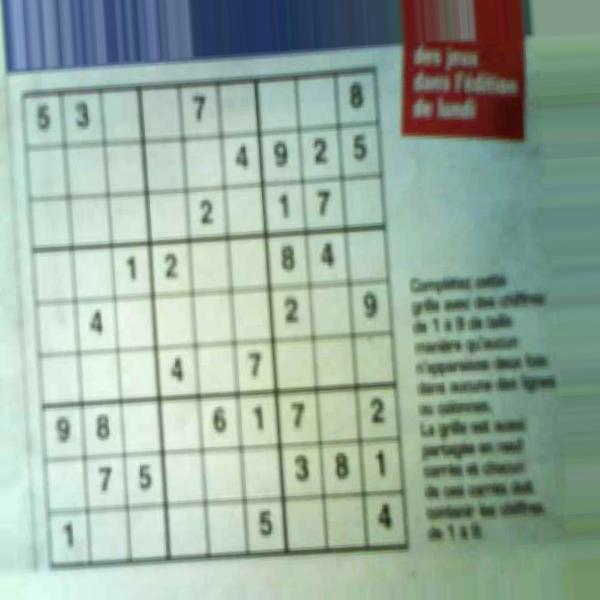 des jeux
dans l'édition
de lundi
5 3 7 8
4 9 2 5
2 1 7
1 2 8 4
4 2 9
4 7
9 8 6 1 7 2
7 5 3 8 1
1 5 4
Complétez cette
grille avec des chiffres
de 1 à 9 de telle
manière qu'aucun
n'apparaisse deux fois
dans aucune des lignes
ou colonnes.
La grille est aussi
partagée en neuf
carrés et chacun
de ces carrés doit
contenir les chiffres
de 1 à 9.